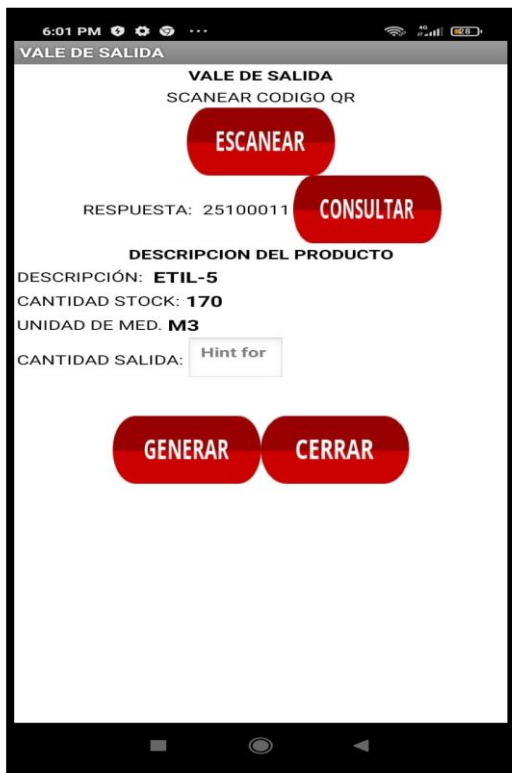 6:01 PM ...
VALE DE SALIDA
VALE DE SALIDA
SCANEAR CODIGO QR
ESCANEAR
RESPUESTA: 25100011 CONSULTAR
DESCRIPCION DEL PRODUCTO
DESCRIPCIÓN: ETIL-5
CANTIDAD STOCK: 170
UNIDAD DE MED. M3
CANTIDAD SALIDA: Hint for
GENERAR CERRAR